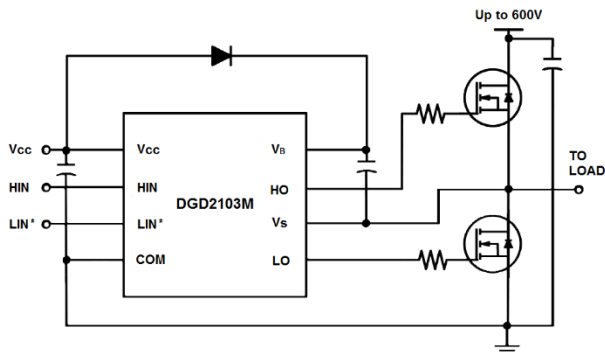 Up to 600V
Vcc
HIN
LIN*
Vcc
HIN
LIN*
COM
DGD2103M
VB
HO
Vs
LO
TO
LOAD